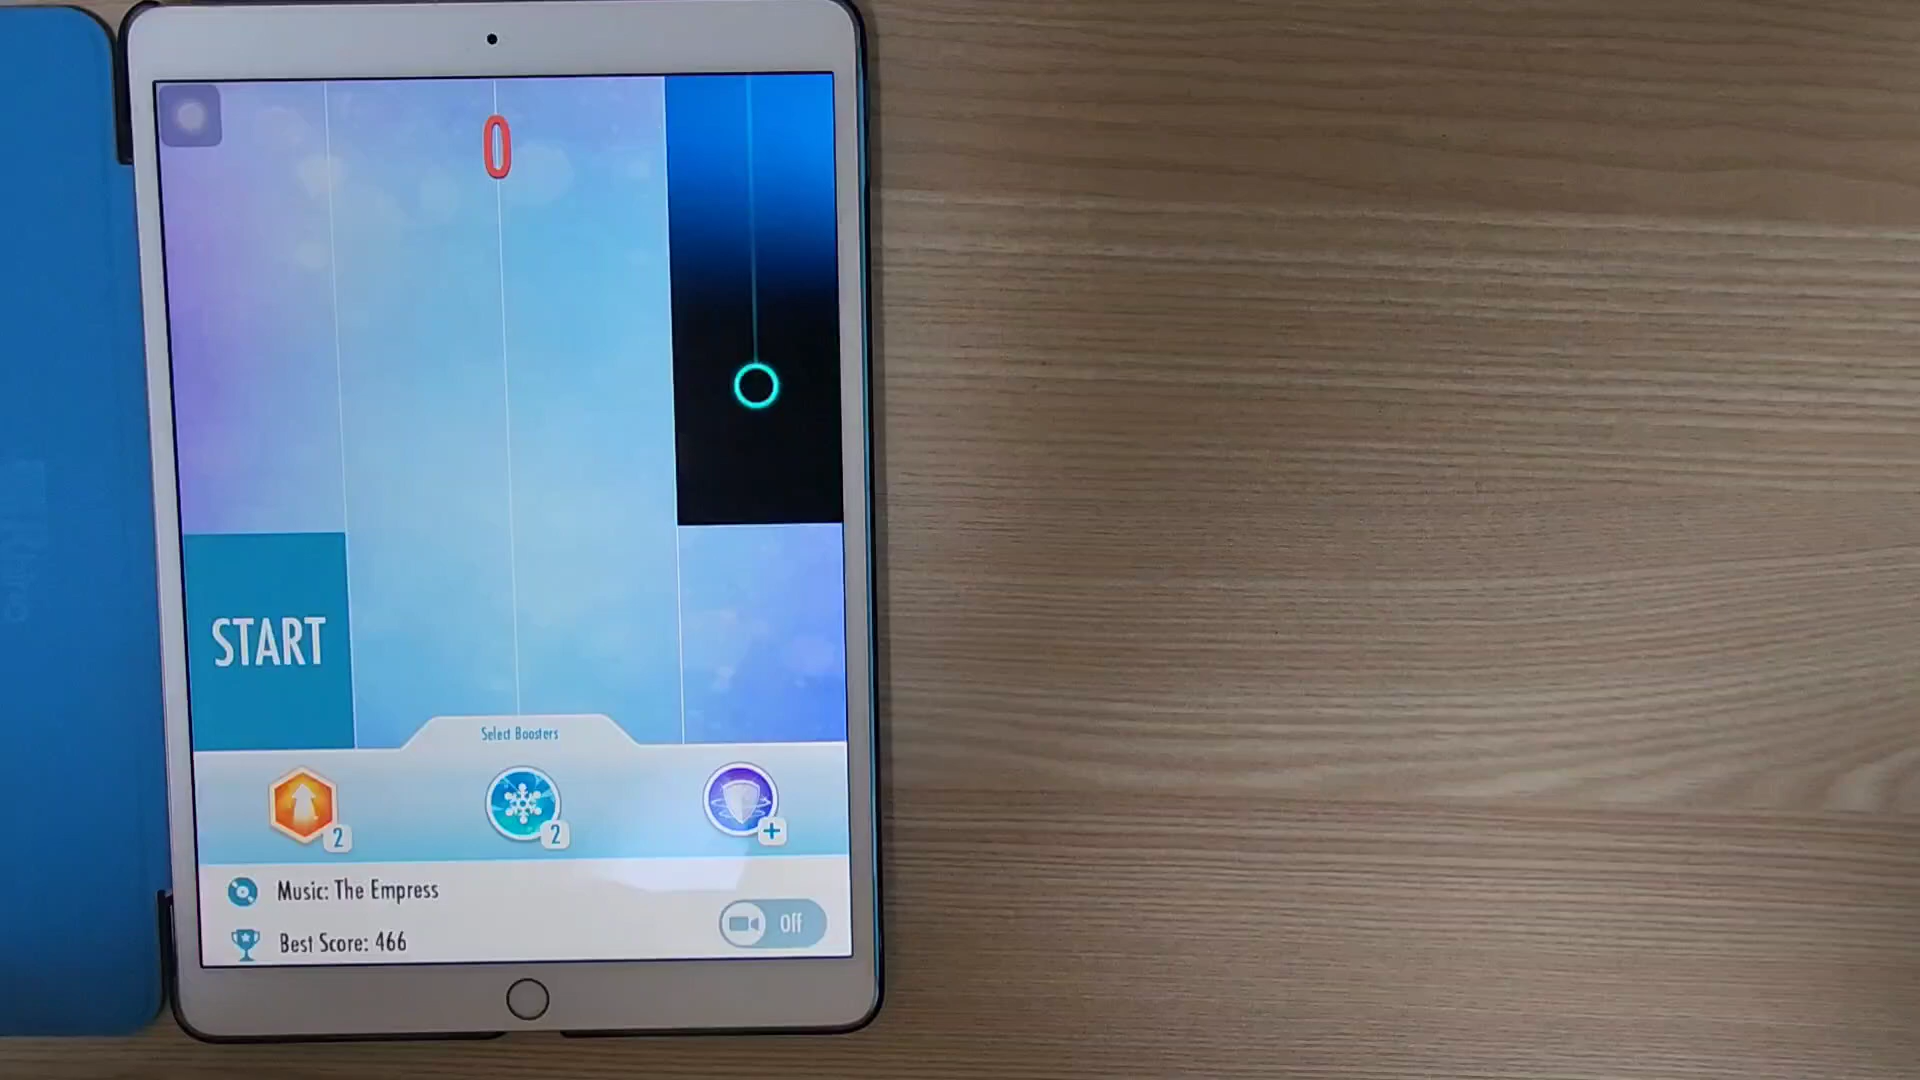 0
START
Select Boosters
2
2
+
Music: The Empress
Off
Best Score: 466